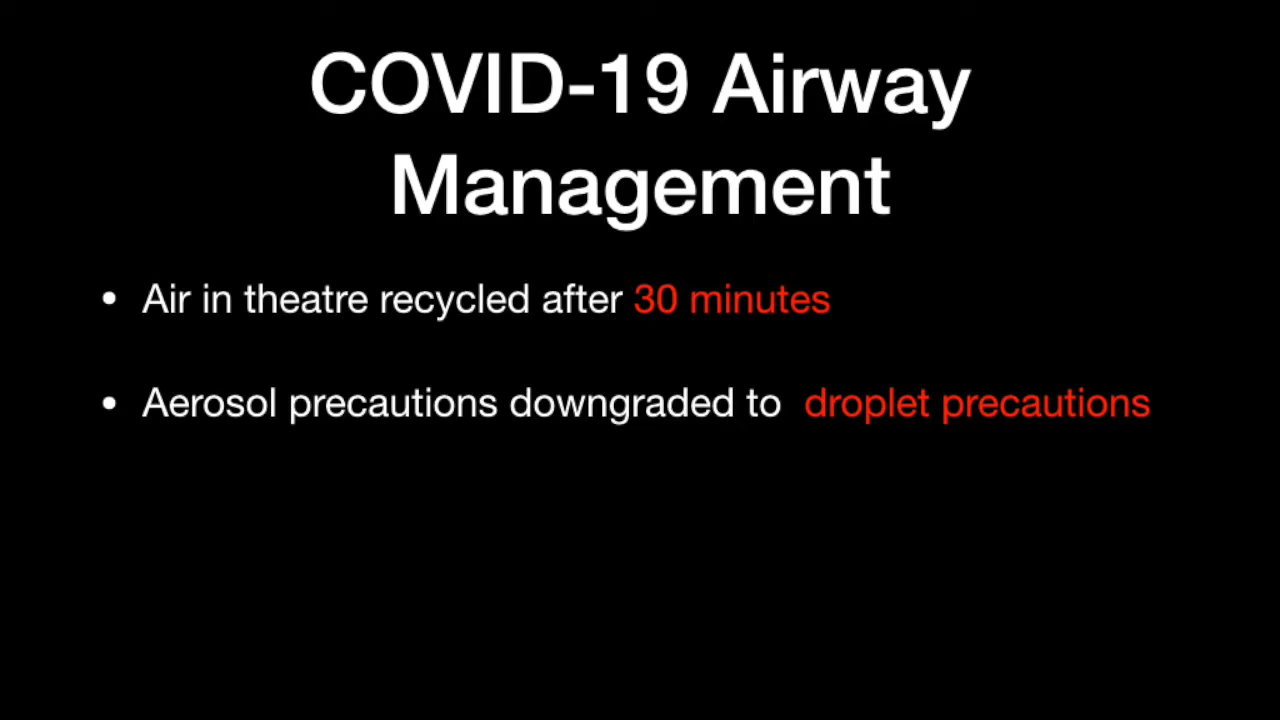 COVID-19 Airway
Management
• Air in theatre recycled after 30 minutes
• Aerosol precautions downgraded to droplet precautions